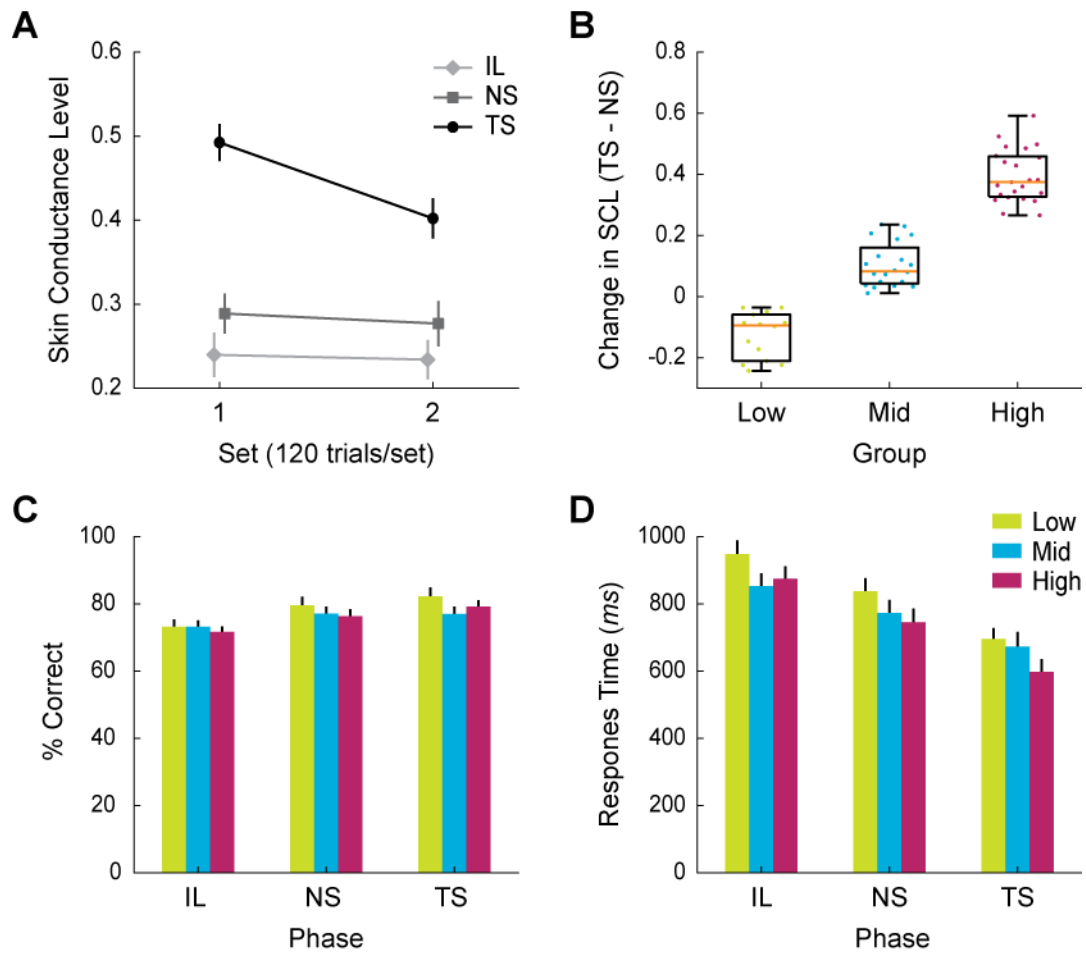 A
Skin Conductance Level
0.6
0.5
0.4
0.3
0.2
IL
NS
TS
1
2
Set (120 trials/set)
B
Change in SCL (TS - NS)
0.8
0.6
0.4
0.2
0
-0.2
Low
Mid
High
Group
C
% Correct
100
80
60
40
20
0
IL
NS
TS
Phase
D
Respones Time (ms)
1000
800
600
400
200
0
Low
Mid
High
IL
NS
TS
Phase